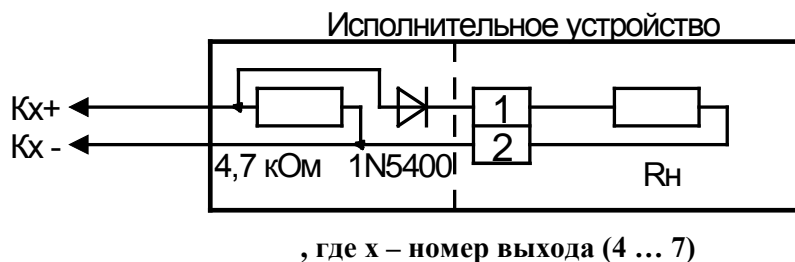 Исполнительное устройство
Кх+
1
Кх -
2
4,7 кОм
1N5400
Rн
, где х – номер выхода (4 … 7)